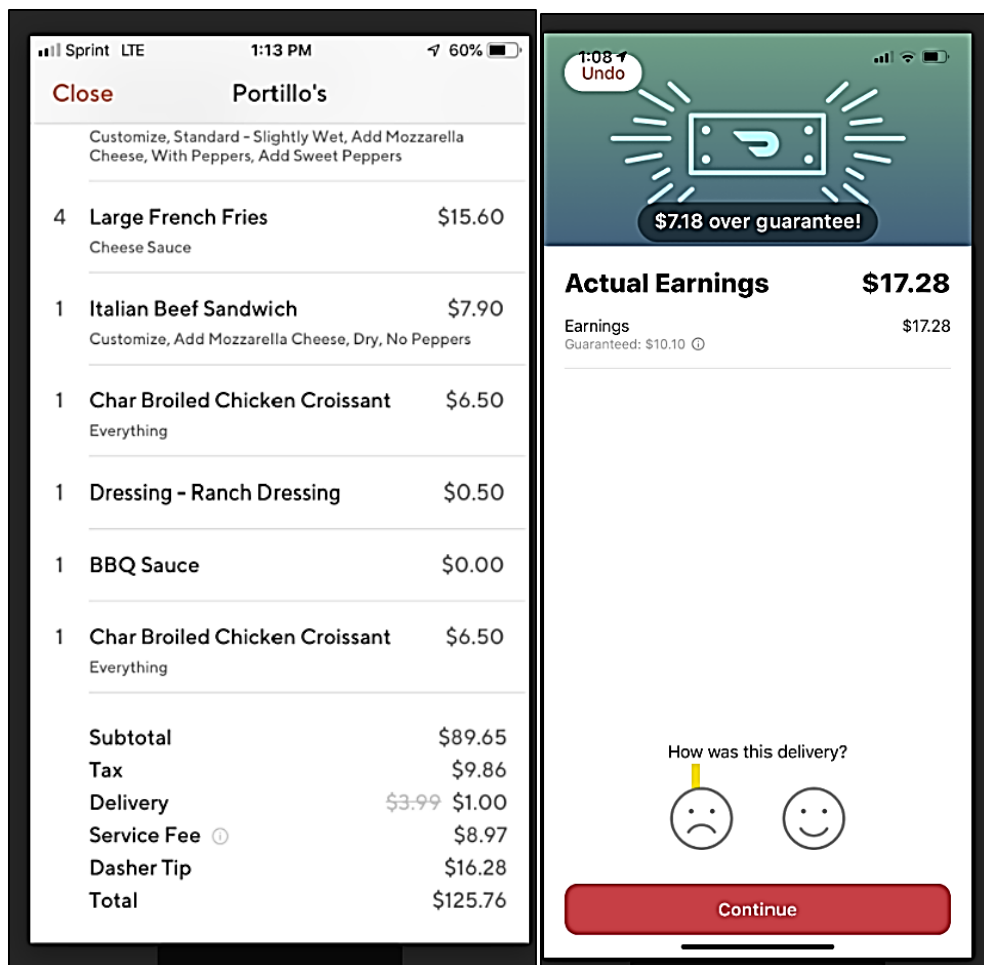 Sprint LTE 1:13 PM 60%
Close Portillo's
Customize, Standard - Slightly Wet, Add Mozzarella
Cheese, With Peppers, Add Sweet Peppers
4 Large French Fries $15.60
Cheese Sauce
1 Italian Beef Sandwich $7.90
Customize, Add Mozzarella Cheese, Dry, No Peppers
1 Char Broiled Chicken Croissant $6.50
Everything
1 Dressing - Ranch Dressing $0.50
1 BBQ Sauce $0.00
1 Char Broiled Chicken Croissant $6.50
Everything
Subtotal $89.65
Tax $9.86
Delivery $3.99 $1.00
Service Fee $8.97
Dasher Tip $16.28
Total $125.76
1:08
Undo
$7.18 over guarantee!
Actual Earnings $17.28
Earnings $17.28
Guaranteed: $10.10
How was this delivery?
Continue